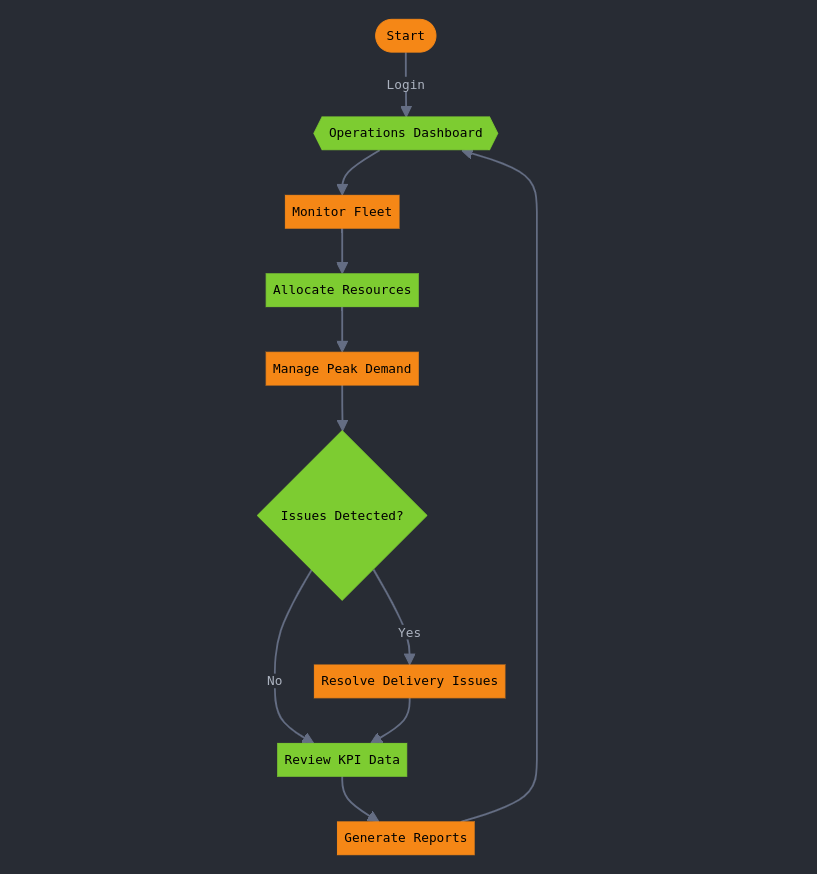 Start
Login
Operations Dashboard
Monitor Fleet
Allocate Resources
Manage Peak Demand
Issues Detected?
Yes
No
Resolve Delivery Issues
Review KPI Data
Generate Reports